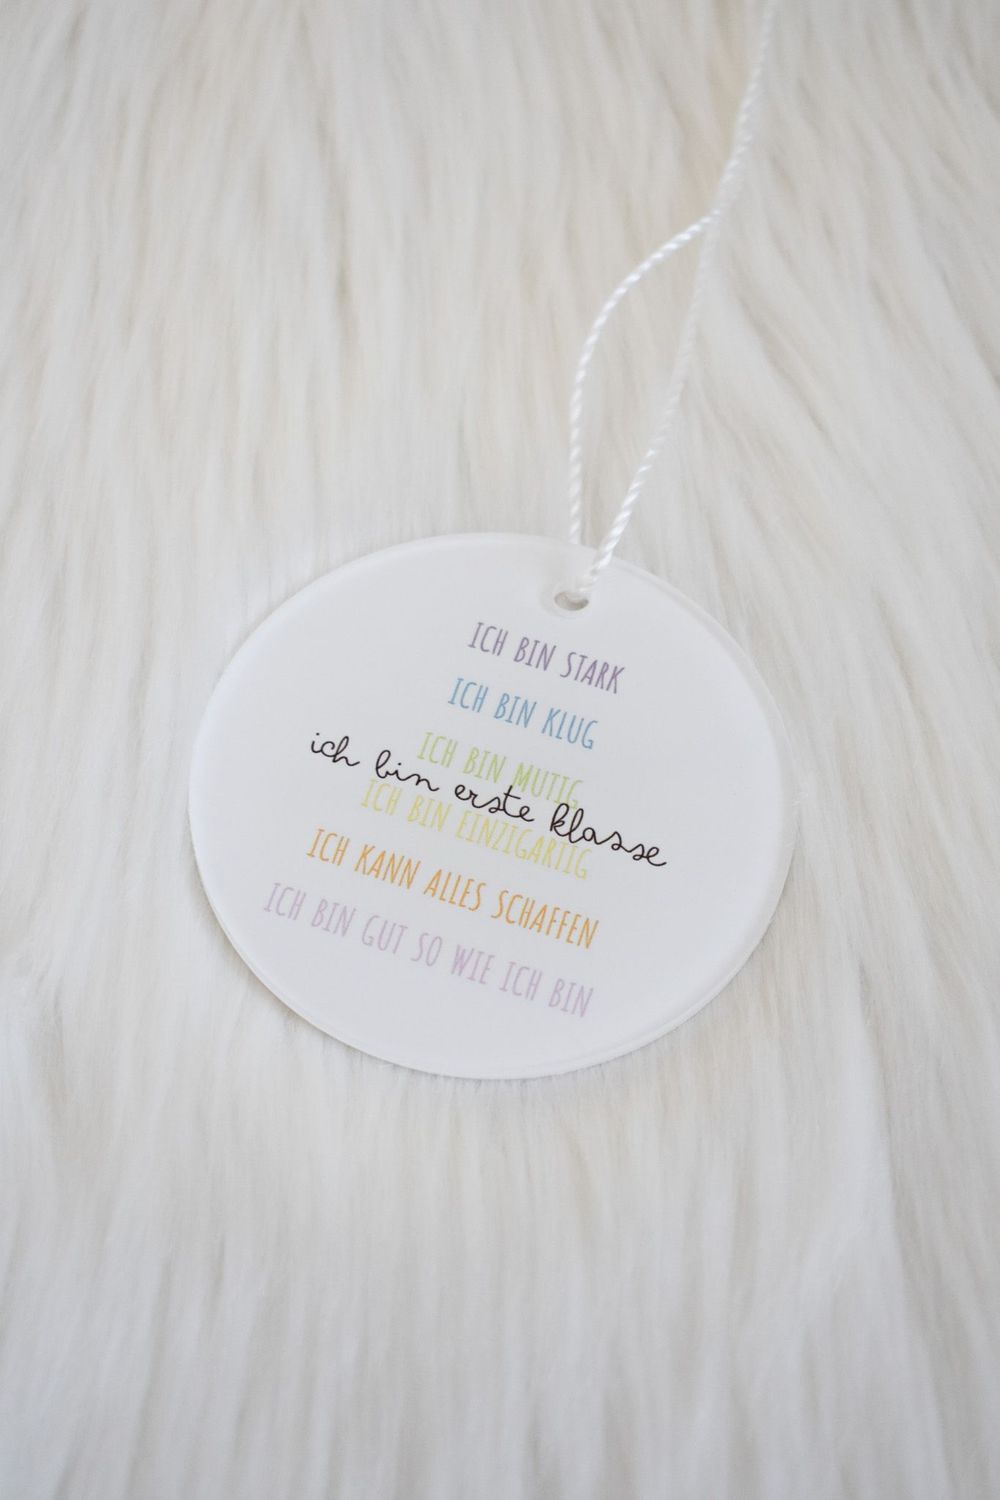 ICH BIN STARK
ICH BIN KLUG
ICH BIN MUTIG
ich bin erste klasse
ICH BIN EINZIGARTIG
ICH KANN ALLES SCHAFFEN
ICH BIN GUT SO WIE ICH BIN